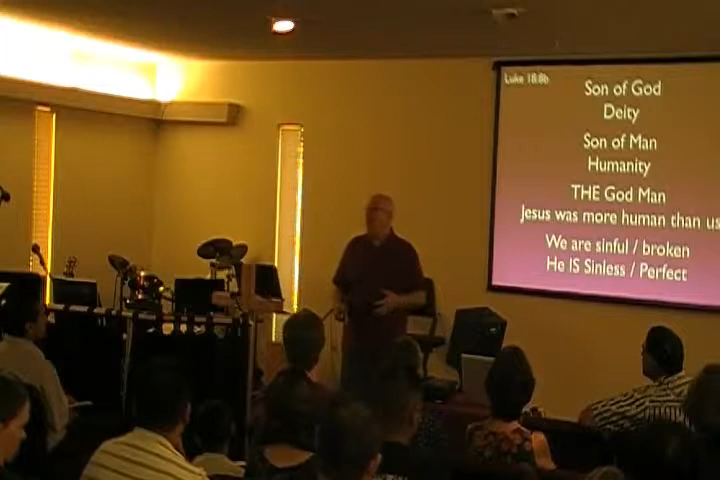 Luke 18:8b
Son of God
Deity
Son of Man
Humanity
THE God Man
Jesus was more human than us
We are sinful / broken
He IS Sinless / Perfect